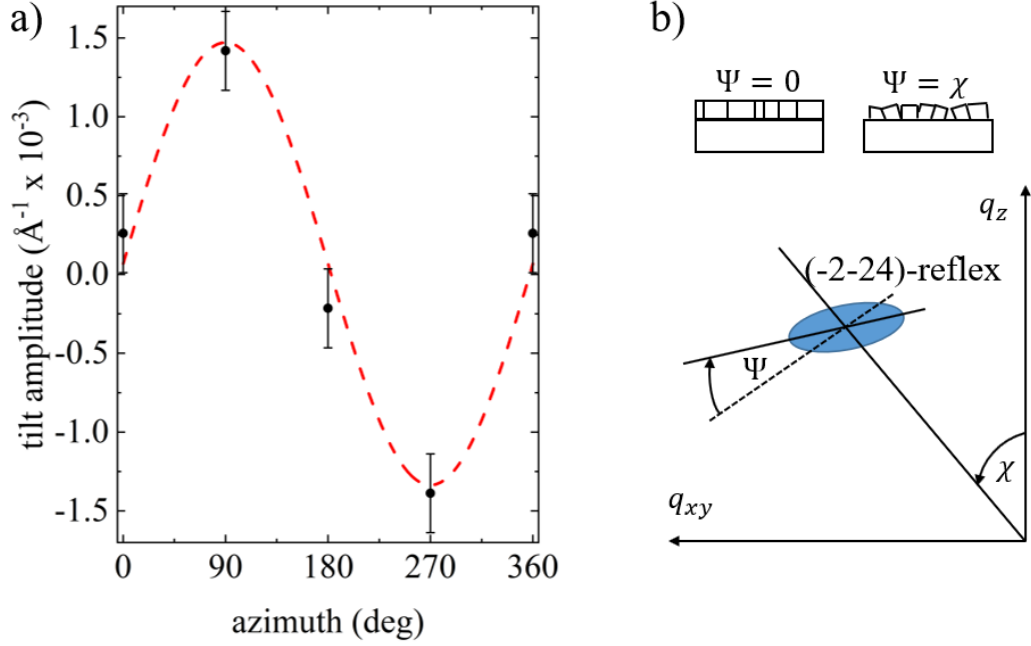 a)
1.5
1.0
0.5
0.0
-0.5
-1.0
-1.5
tilt amplitude (Å⁻¹ x 10⁻³)
0 90 180 270 360
azimuth (deg)
b)
Ψ = 0 Ψ = χ
q_z
(-2-24)-reflex
Ψ
χ
q_xy